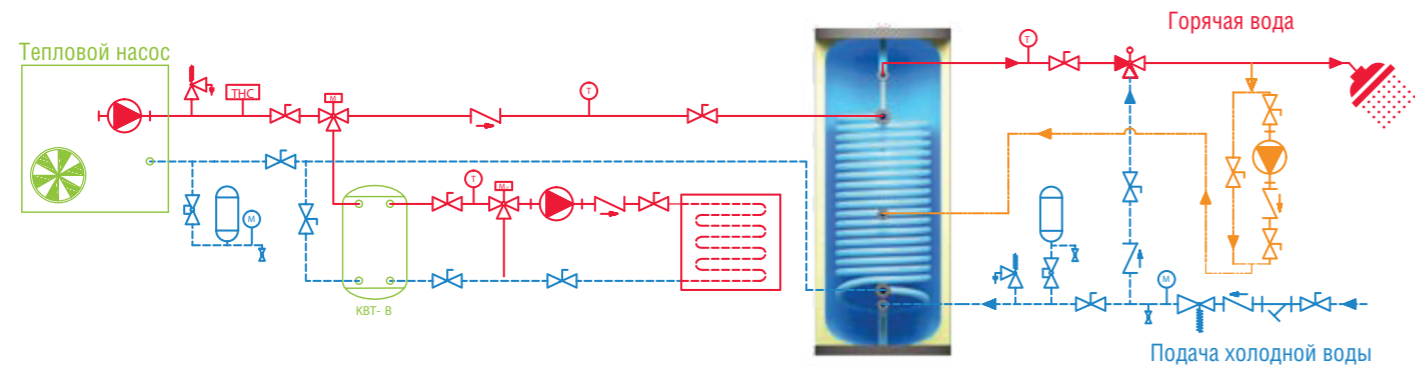 Горячая вода
Тепловой насос
T
ТНС
M
T
T
M
M
M
M
КВТ- В
Подача холодной воды